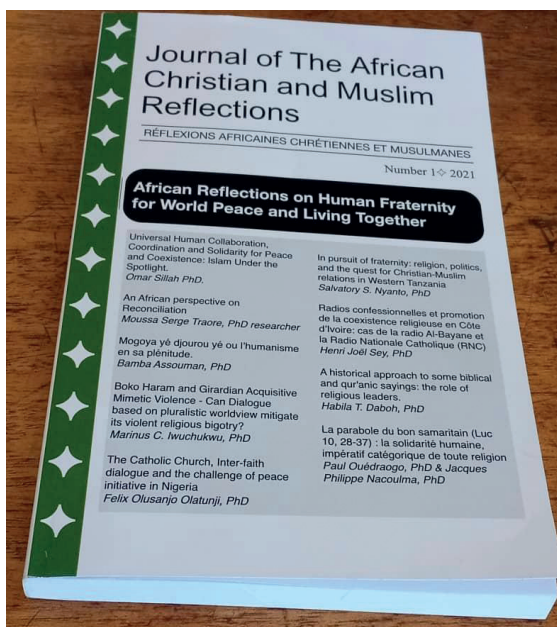 Journal of The African
Christian and Muslim
Reflections
RÉFLEXIONS AFRICAINES CHRÉTIENNES ET MUSULMANES
Number 1✧ 2021
African Reflections on Human Fraternity
for World Peace and Living Together
Universal Human Collaboration,
Coordination and Solidarity for Peace
and Coexistence: Islam Under the
Spotlight.
Omar Sillah PhD.
An African perspective on
Reconciliation
Moussa Serge Traore, PhD researcher
Mogoya yé djourou yé ou l'humanisme
en sa plénitude.
Bamba Assouman, PhD
Boko Haram and Girardian Acquisitive
Mimetic Violence - Can Dialogue
based on pluralistic worldview mitigate
its violent religious bigotry?
Marinus C. Iwuchukwu, PhD
The Catholic Church, Inter-faith
dialogue and the challenge of peace
initiative in Nigeria
Felix Olusanjo Olatunji, PhD
In pursuit of fraternity: religion, politics,
and the quest for Christian-Muslim
relations in Western Tanzania
Salvatory S. Nyanto, PhD
Radios confessionnelles et promotion
de la coexistence religieuse en Côte
d'Ivoire: cas de la radio Al-Bayane et
la Radio Nationale Catholique (RNC)
Henri Joël Sey, PhD
A historical approach to some biblical
and qur'anic sayings: the role of
religious leaders.
Habila T. Daboh, PhD
La parabole du bon samaritain (Luc
10, 28-37) : la solidarité humaine,
impératif catégorique de toute religion
Paul Ouédraogo, PhD & Jacques
Philippe Nacoulma, PhD